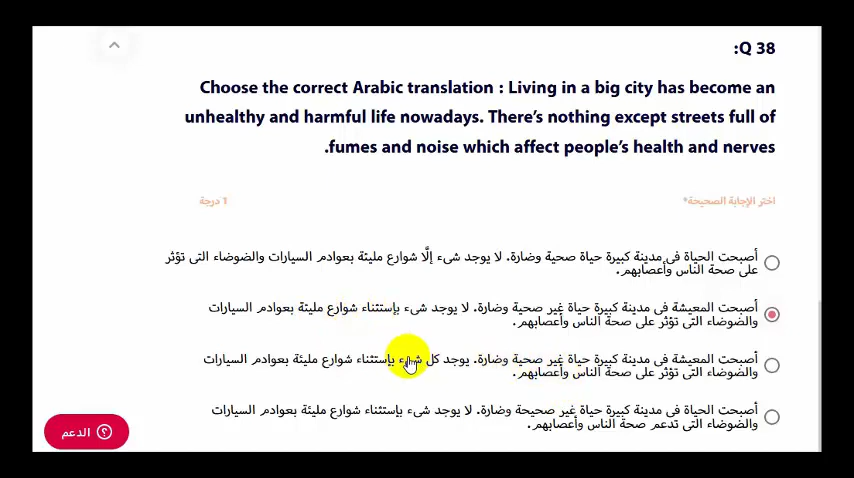 Q 38:
Choose the correct Arabic translation : Living in a big city has become an
unhealthy and harmful life nowadays. There’s nothing except streets full of
fumes and noise which affect people’s health and nerves.
اختر الإجابة الصحيحة*
1 درجة
أصبحت الحياة فى مدينة كبيرة حياة صحية وضارة. لا يوجد شىء إلَّا شوارع مليئة بعوادم السيارات والضوضاء التى تؤثر
على صحة الناس وأعصابهم.
أصبحت المعيشة فى مدينة كبيرة حياة غير صحية وضارة. لا يوجد شىء بإستثناء شوارع مليئة بعوادم السيارات
والضوضاء التى تؤثر على صحة الناس وأعصابهم.
أصبحت المعيشة فى مدينة كبيرة حياة غير صحية وضارة. يوجد كل شىء بإستثناء شوارع مليئة بعوادم السيارات
والضوضاء التى تؤثر على صحة الناس وأعصابهم.
أصبحت الحياة فى مدينة كبيرة حياة غير صحيحة وضارة. لا يوجد شىء بإستثناء شوارع مليئة بعوادم السيارات
والضوضاء التى تدعم صحة الناس وأعصابهم.
الدعم